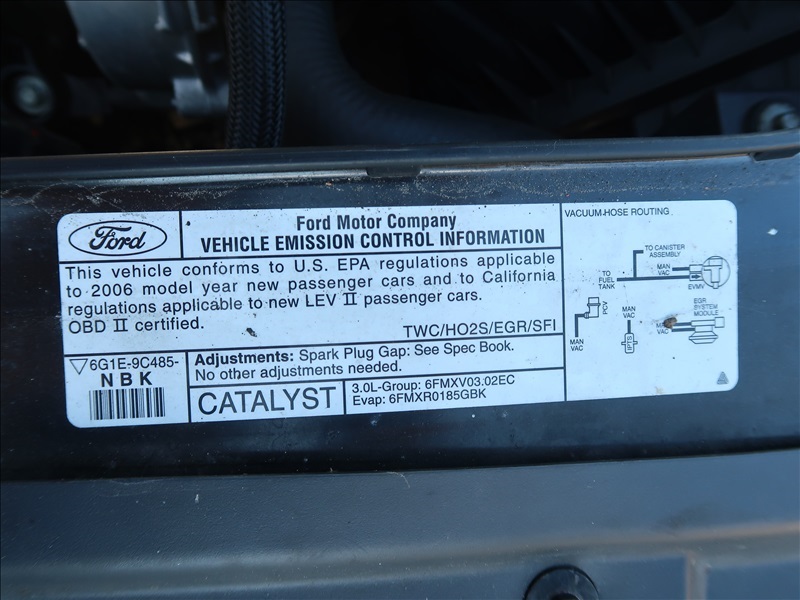 Ford
Ford Motor Company
VEHICLE EMISSION CONTROL INFORMATION
This vehicle conforms to U.S. EPA regulations applicable
to 2006 model year new passenger cars and to California
regulations applicable to new LEV II passenger cars.
OBD II certified.
TWC/HO2S/EGR/SFI
6G1E-9C485-
NBK
Adjustments: Spark Plug Gap: See Spec Book.
No other adjustments needed.
CATALYST
3.0L-Group: 6FMXV03.02EC
Evap: 6FMXR0185GBK
VACUUM HOSE ROUTING
TO CANISTER
ASSEMBLY
TO
FUEL
TANK
MAN
VAC
EVMV
PCV
MAN
VAC
MAN
VAC
IPTS
MAN
VAC
EGR
SYSTEM
MODULE